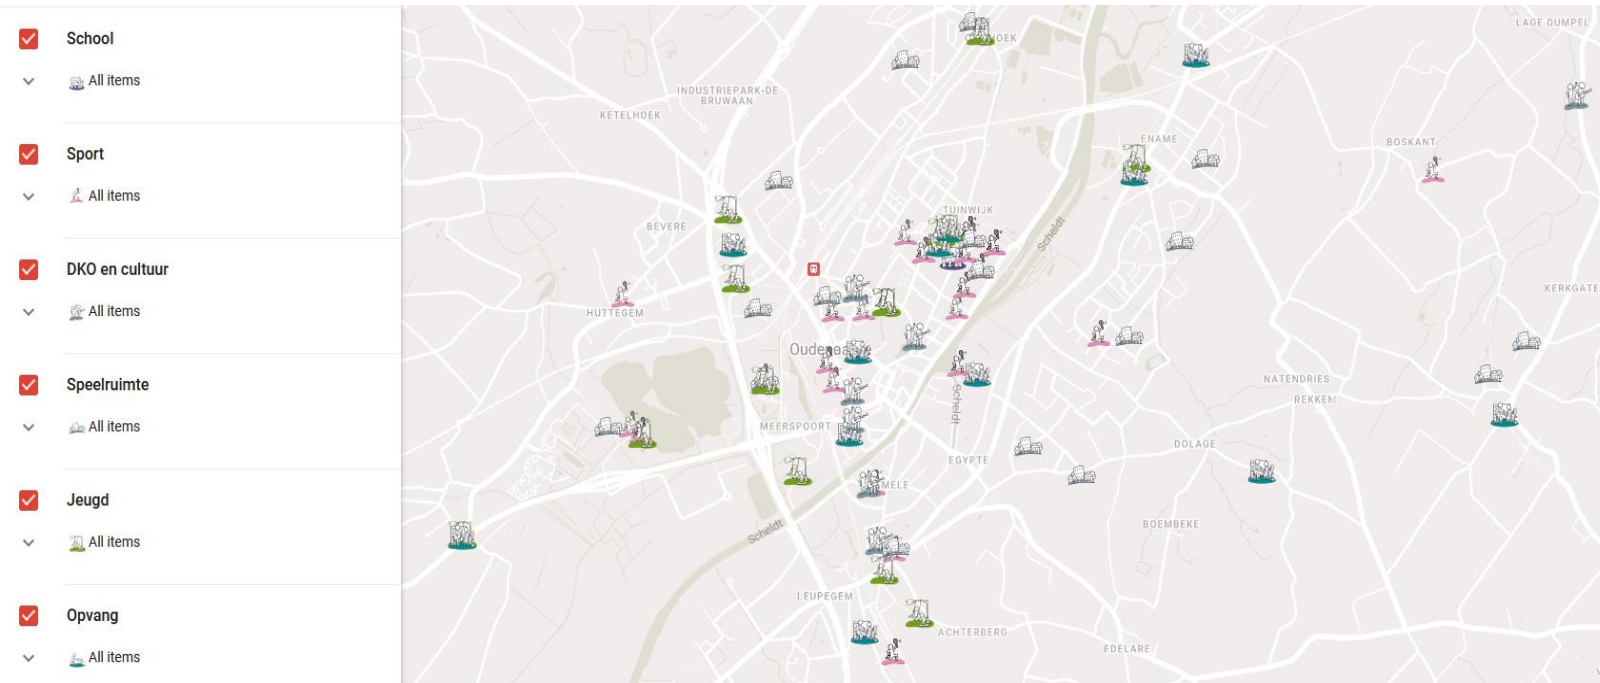 School
All items
Sport
All items
DKO en cultuur
All items
Speelruimte
All items
Jeugd
All items
Opvang
All items
LAGE DUMPEL
INDUSTRIEPARK-DE
BRUWAAN
KETELHOEK
ENAME
BOSKANT
TUINWIJK
BEVERE
Scheldt
KERKGATE
HUTTEGEM
NATENDRIES
REKKEM
Scheldt
MEERSPOORT
DOLAGE
EGYPTE
BOEMBEKE
Scheldt
LEUPEGEM
ACHTERBERG
EDELARE